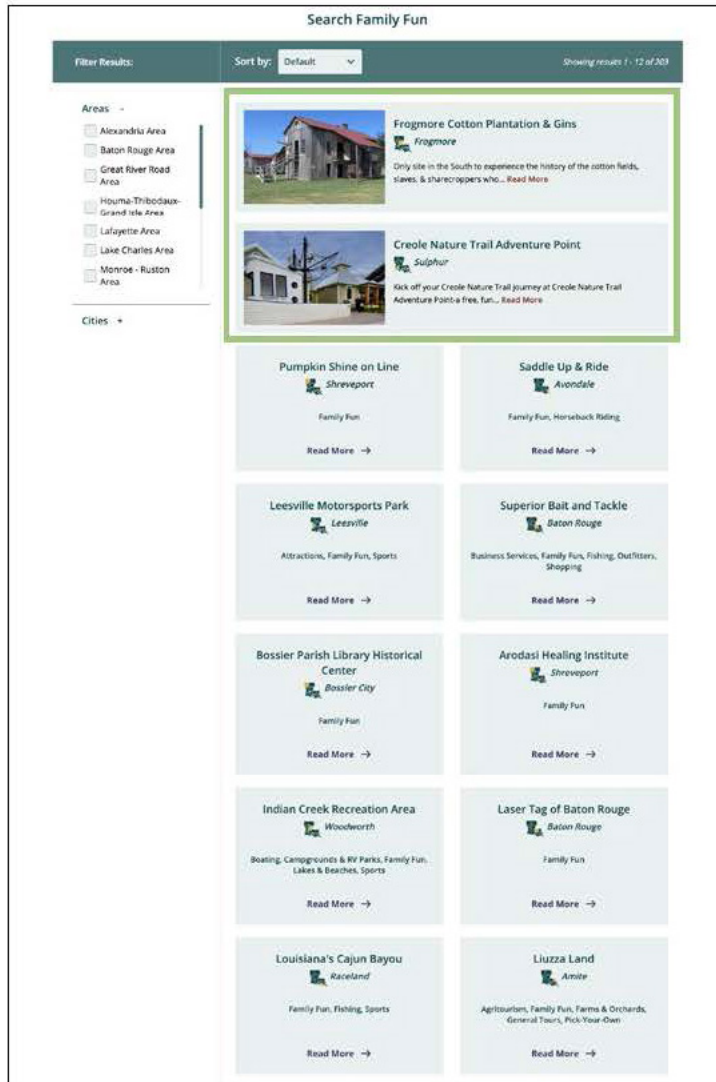 Search Family Fun
Filter Results:
Sort by: Default
Showing results 1 - 12 of 203
Areas -
Alexandria Area
Baton Rouge Area
Great River Road
Area
Houma-Thibodaux-
Grand Isle Area
Lafayette Area
Lake Charles Area
Monroe - Ruston
Area
Cities +
Frogmore Cotton Plantation & Gins
Frogmore
Only site in the South to experience the history of the cotton fields,
slaves, & sharecroppers who... Read More
Creole Nature Trail Adventure Point
Sulphur
Kick off your Creole Nature Trail journey at Creole Nature Trail
Adventure Point-a free, fun... Read More
Pumpkin Shine on Line
Shreveport
Family Fun
Read More →
Saddle Up & Ride
Avondale
Family Fun, Horseback Riding
Read More →
Leesville Motorsports Park
Leesville
Attractions, Family Fun, Sports
Read More →
Superior Bait and Tackle
Baton Rouge
Business Services, Family Fun, Fishing, Outfitters,
Shopping
Read More →
Bossier Parish Library Historical
Center
Bossier City
Family Fun
Read More →
Arodasi Healing Institute
Shreveport
Family Fun
Read More →
Indian Creek Recreation Area
Woodworth
Boating, Campgrounds & RV Parks, Family Fun,
Lakes & Beaches, Sports
Read More →
Laser Tag of Baton Rouge
Baton Rouge
Family Fun
Read More →
Louisiana's Cajun Bayou
Raceland
Family Fun, Fishing, Sports
Read More →
Liuzza Land
Amite
Agritourism, Family Fun, Farms & Orchards,
General Tours, Pick-Your-Own
Read More →